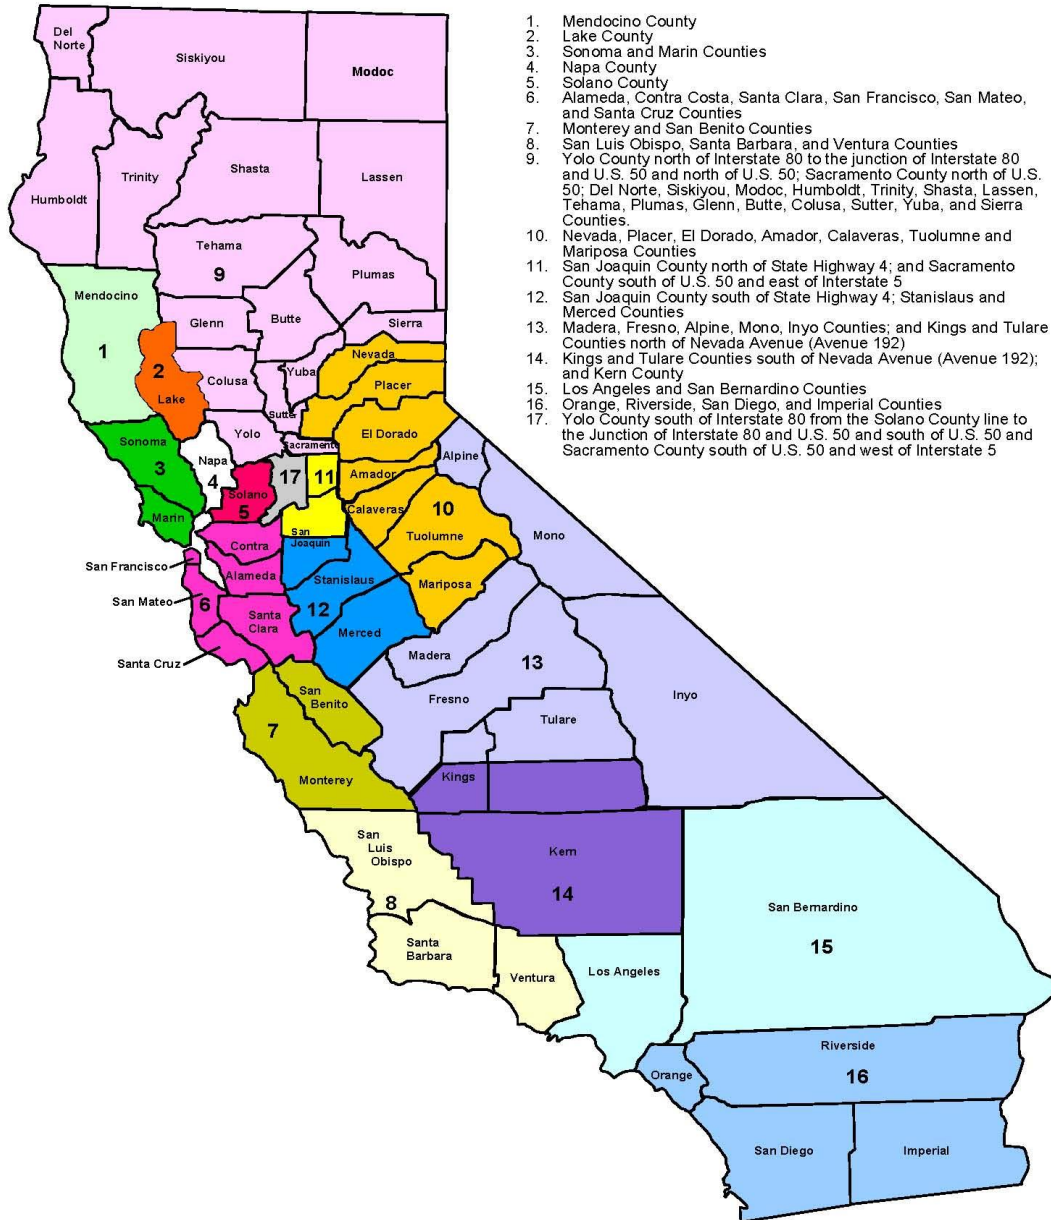 1. Mendocino County
2. Lake County
3. Sonoma and Marin Counties
4. Napa County
5. Solano County
6. Alameda, Contra Costa, Santa Clara, San Francisco, San Mateo,
and Santa Cruz Counties
7. Monterey and San Benito Counties
8. San Luis Obispo, Santa Barbara, and Ventura Counties
9. Yolo County north of Interstate 80 to the junction of Interstate 80
and U.S. 50 and north of U.S. 50; Sacramento County north of U.S.
50; Del Norte, Siskiyou, Modoc, Humboldt, Trinity, Shasta, Lassen,
Tehama, Plumas, Glenn, Butte, Colusa, Sutter, Yuba, and Sierra
Counties.
10. Nevada, Placer, El Dorado, Amador, Calaveras, Tuolumne and
Mariposa Counties
11. San Joaquin County north of State Highway 4; and Sacramento
County south of U.S. 50 and east of Interstate 5
12. San Joaquin County south of State Highway 4; Stanislaus and
Merced Counties
13. Madera, Fresno, Alpine, Mono, Inyo Counties; and Kings and Tulare
Counties north of Nevada Avenue (Avenue 192)
14. Kings and Tulare Counties south of Nevada Avenue (Avenue 192);
and Kern County
15. Los Angeles and San Bernardino Counties
16. Orange, Riverside, San Diego, and Imperial Counties
17. Yolo County south of Interstate 80 from the Solano County line to
the Junction of Interstate 80 and U.S. 50 and south of U.S. 50 and
Sacramento County south of U.S. 50 and west of Interstate 5
Del
Norte
Siskiyou
Modoc
Humboldt
Trinity
Shasta
Lassen
Tehama
9
Plumas
Mendocino
1
Glenn
Butte
Sierra
2
Lake
Colusa
Yuba
Sutter
Nevada
Placer
Sonoma
3
Yolo
Sacramento
El Dorado
Napa
4
Solano
5
17
11
Amador
Alpine
Marin
Calaveras
10
Tuolumne
Mono
San
Joaquin
Contra
San Francisco
Alameda
Stanislaus
Mariposa
San Mateo
6
Santa
Clara
12
Merced
Santa Cruz
Madera
13
San
Benito
Fresno
Tulare
Inyo
7
Monterey
Kings
San
Luis
Obispo
8
Kern
14
San Bernardino
15
Santa
Barbara
Ventura
Los Angeles
Riverside
16
Orange
San Diego
Imperial